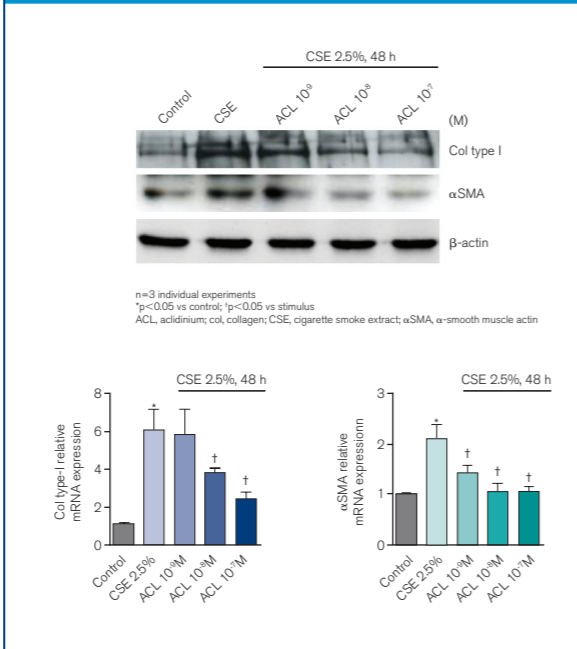 CSE 2.5%, 48 h
Control CSE ACL 10⁻⁹ ACL 10⁻⁸ ACL 10⁻⁷ (M)
Col type I
αSMA
β-actin
n=3 individual experiments
*p<0.05 vs control; †p<0.05 vs stimulus
ACL, aclidinium; col, collagen; CSE, cigarette smoke extract; αSMA, α-smooth muscle actin
CSE 2.5%, 48 h
Col type-I relative
mRNA expression
8
6
4
2
0
*
†
†
Control
CSE 2.5%
ACL 10⁻⁹M
ACL 10⁻⁸M
ACL 10⁻⁷M
CSE 2.5%, 48 h
αSMA relative
mRNA expressionn
3
2
1
0
*
†
†
†
Control
CSE 2.5%
ACL 10⁻⁹M
ACL 10⁻⁸M
ACL 10⁻⁷M